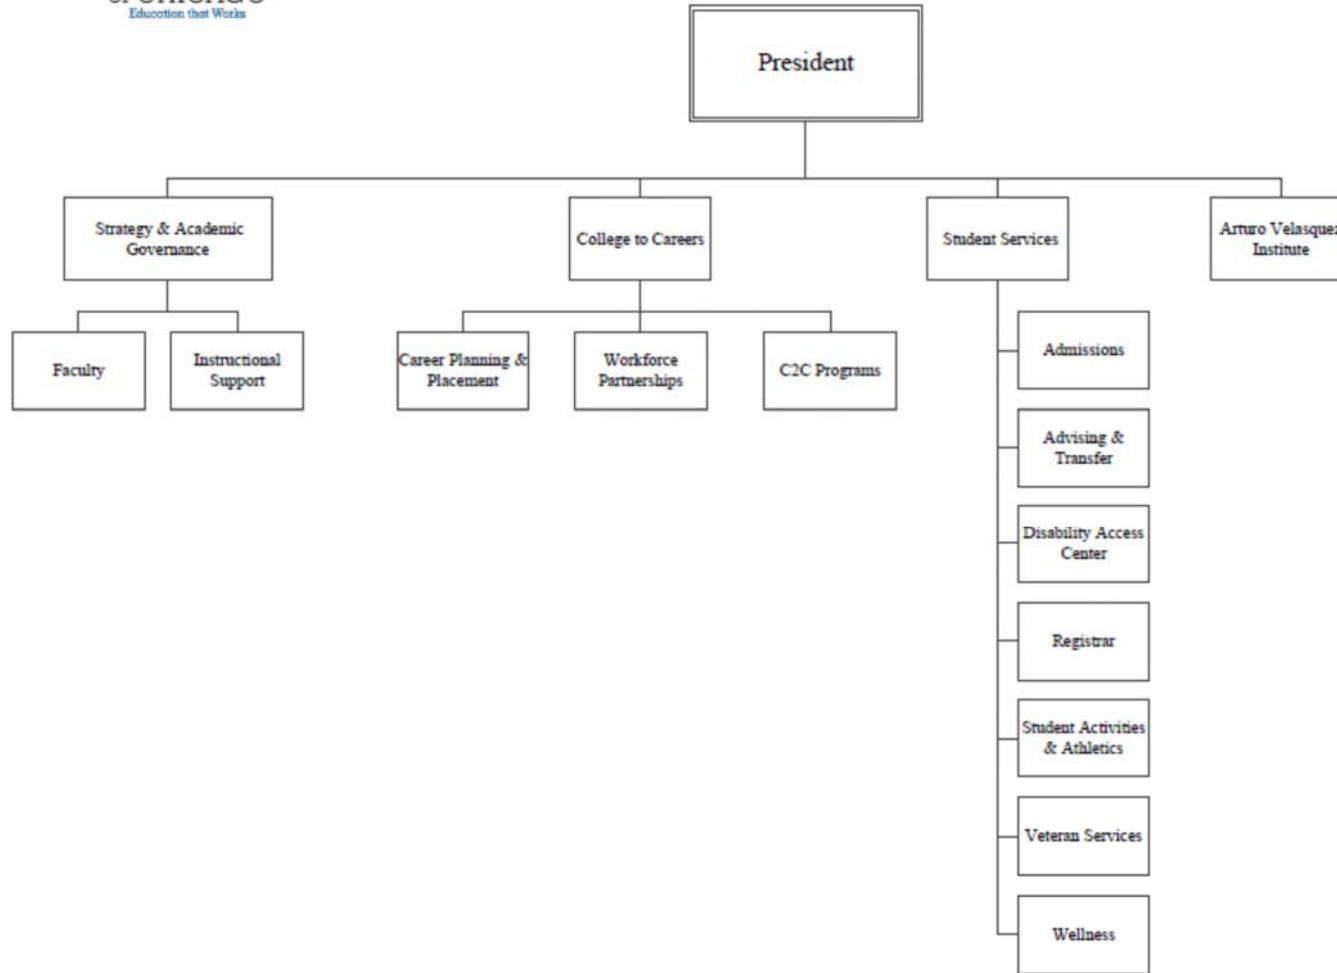 Education that Works
President
Strategy & Academic
Governance
College to Careers
Student Services
Arturo Velasquez
Institute
Faculty
Instructional
Support
Career Planning &
Placement
Workforce
Partnerships
C2C Programs
Admissions
Advising &
Transfer
Disability Access
Center
Registrar
Student Activities
& Athletics
Veteran Services
Wellness